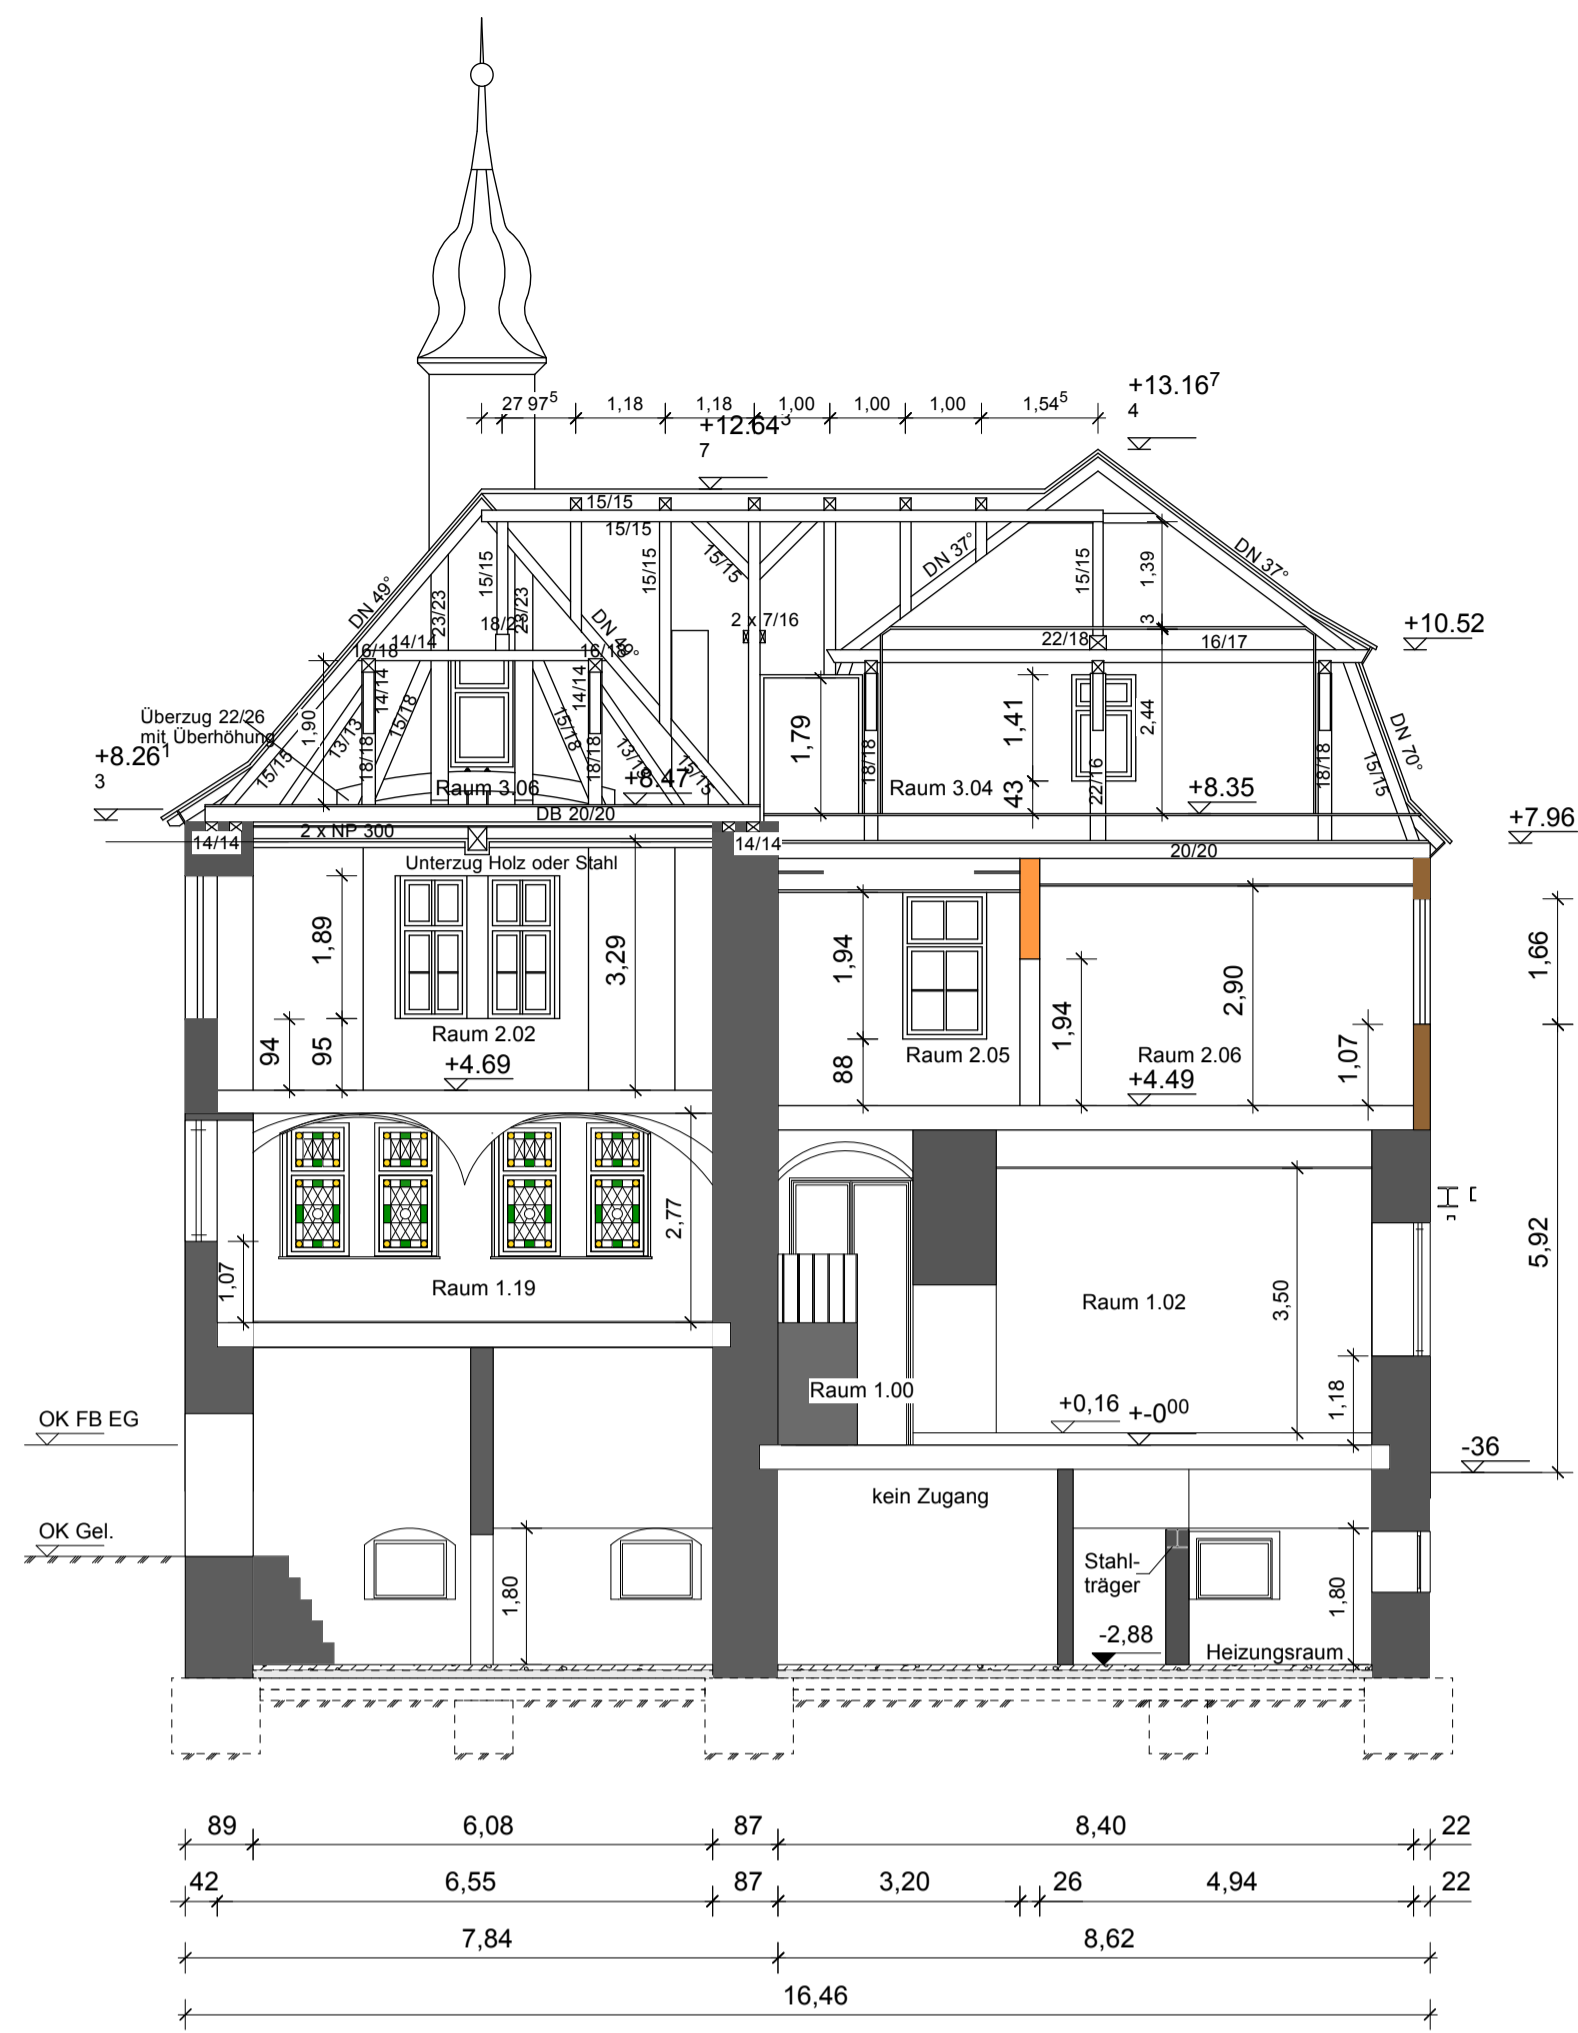 +13.16⁷
4
27 97⁵ 1,18 1,18 1,00 1,00 1,00 1,54⁵
+12.64³
7
15/15
15/15
15/15
15/15
15/15
15/15
DN 37°
DN 37°
1,39
3
DN 49°
23/23
23/23
DN 49°
2 x 7/16
+10.52
14/14
16/18
16/18
22/18
16/17
14/14
14/14
15/18
15/18
Überzug 22/26
mit Überhöhung
1,90
13/13
18/18
18/18
15/15
15/15
1,79
18/18
1,41
43
22/16
2,44
18/18
15/15
DN 70°
+8.26¹
3
Raum 3.06
+8.47
Raum 3.04
+8.35
DB 20/20
+7.96
2 x NP 300
14/14
14/14
20/20
Unterzug Holz oder Stahl
1,89
3,29
1,94
1,94
2,90
1,66
94
95
Raum 2.02
+4.69
88
Raum 2.05
Raum 2.06
+4.49
1,07
2,77
5,92
1,07
Raum 1.19
Raum 1.02
3,50
Raum 1.00
+0,16
+-0⁰⁰
1,18
OK FB EG
-36
kein Zugang
OK Gel.
Stahl-
träger
1,80
1,80
-2,88
Heizungsraum
89 6,08 87 8,40 22
42 6,55 87 3,20 26 4,94 22
7,84 8,62
16,46